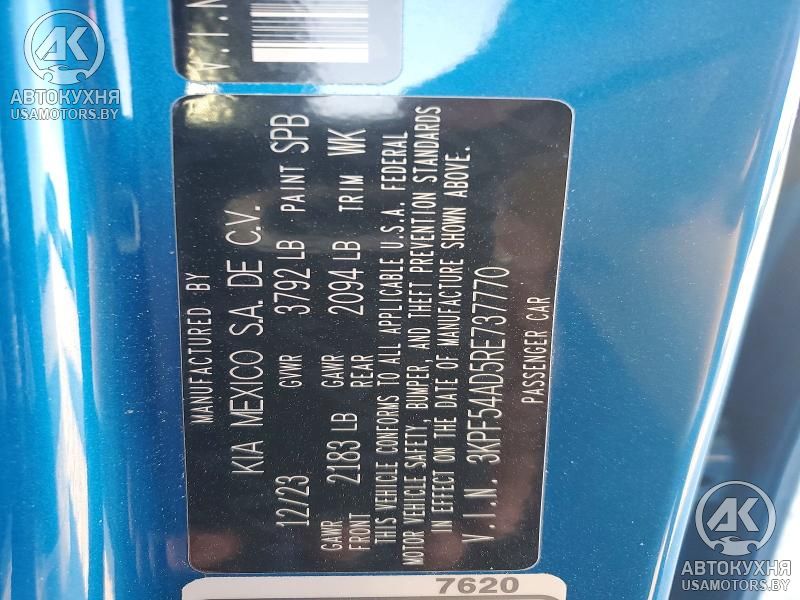 V.I.N
MANUFACTURED BY
KIA MEXICO S.A. DE C.V.
12/23 GVWR 3792 LB PAINT SPB
GAWR FRONT 2183 LB GAWR REAR 2094 LB TRIM WK
THIS VEHICLE CONFORMS TO ALL APPLICABLE U.S.A. FEDERAL
MOTOR VEHICLE SAFETY, BUMPER, AND THEFT PREVENTION STANDARDS
IN EFFECT ON THE DATE OF MANUFACTURE SHOWN ABOVE.
V.I.N. 3KPF54AD5RE737770
PASSENGER CAR
7620
АК
АВТОКУХНЯ
USAMOTORS.BY
АК
АВТОКУХНЯ
USAMOTORS.BY